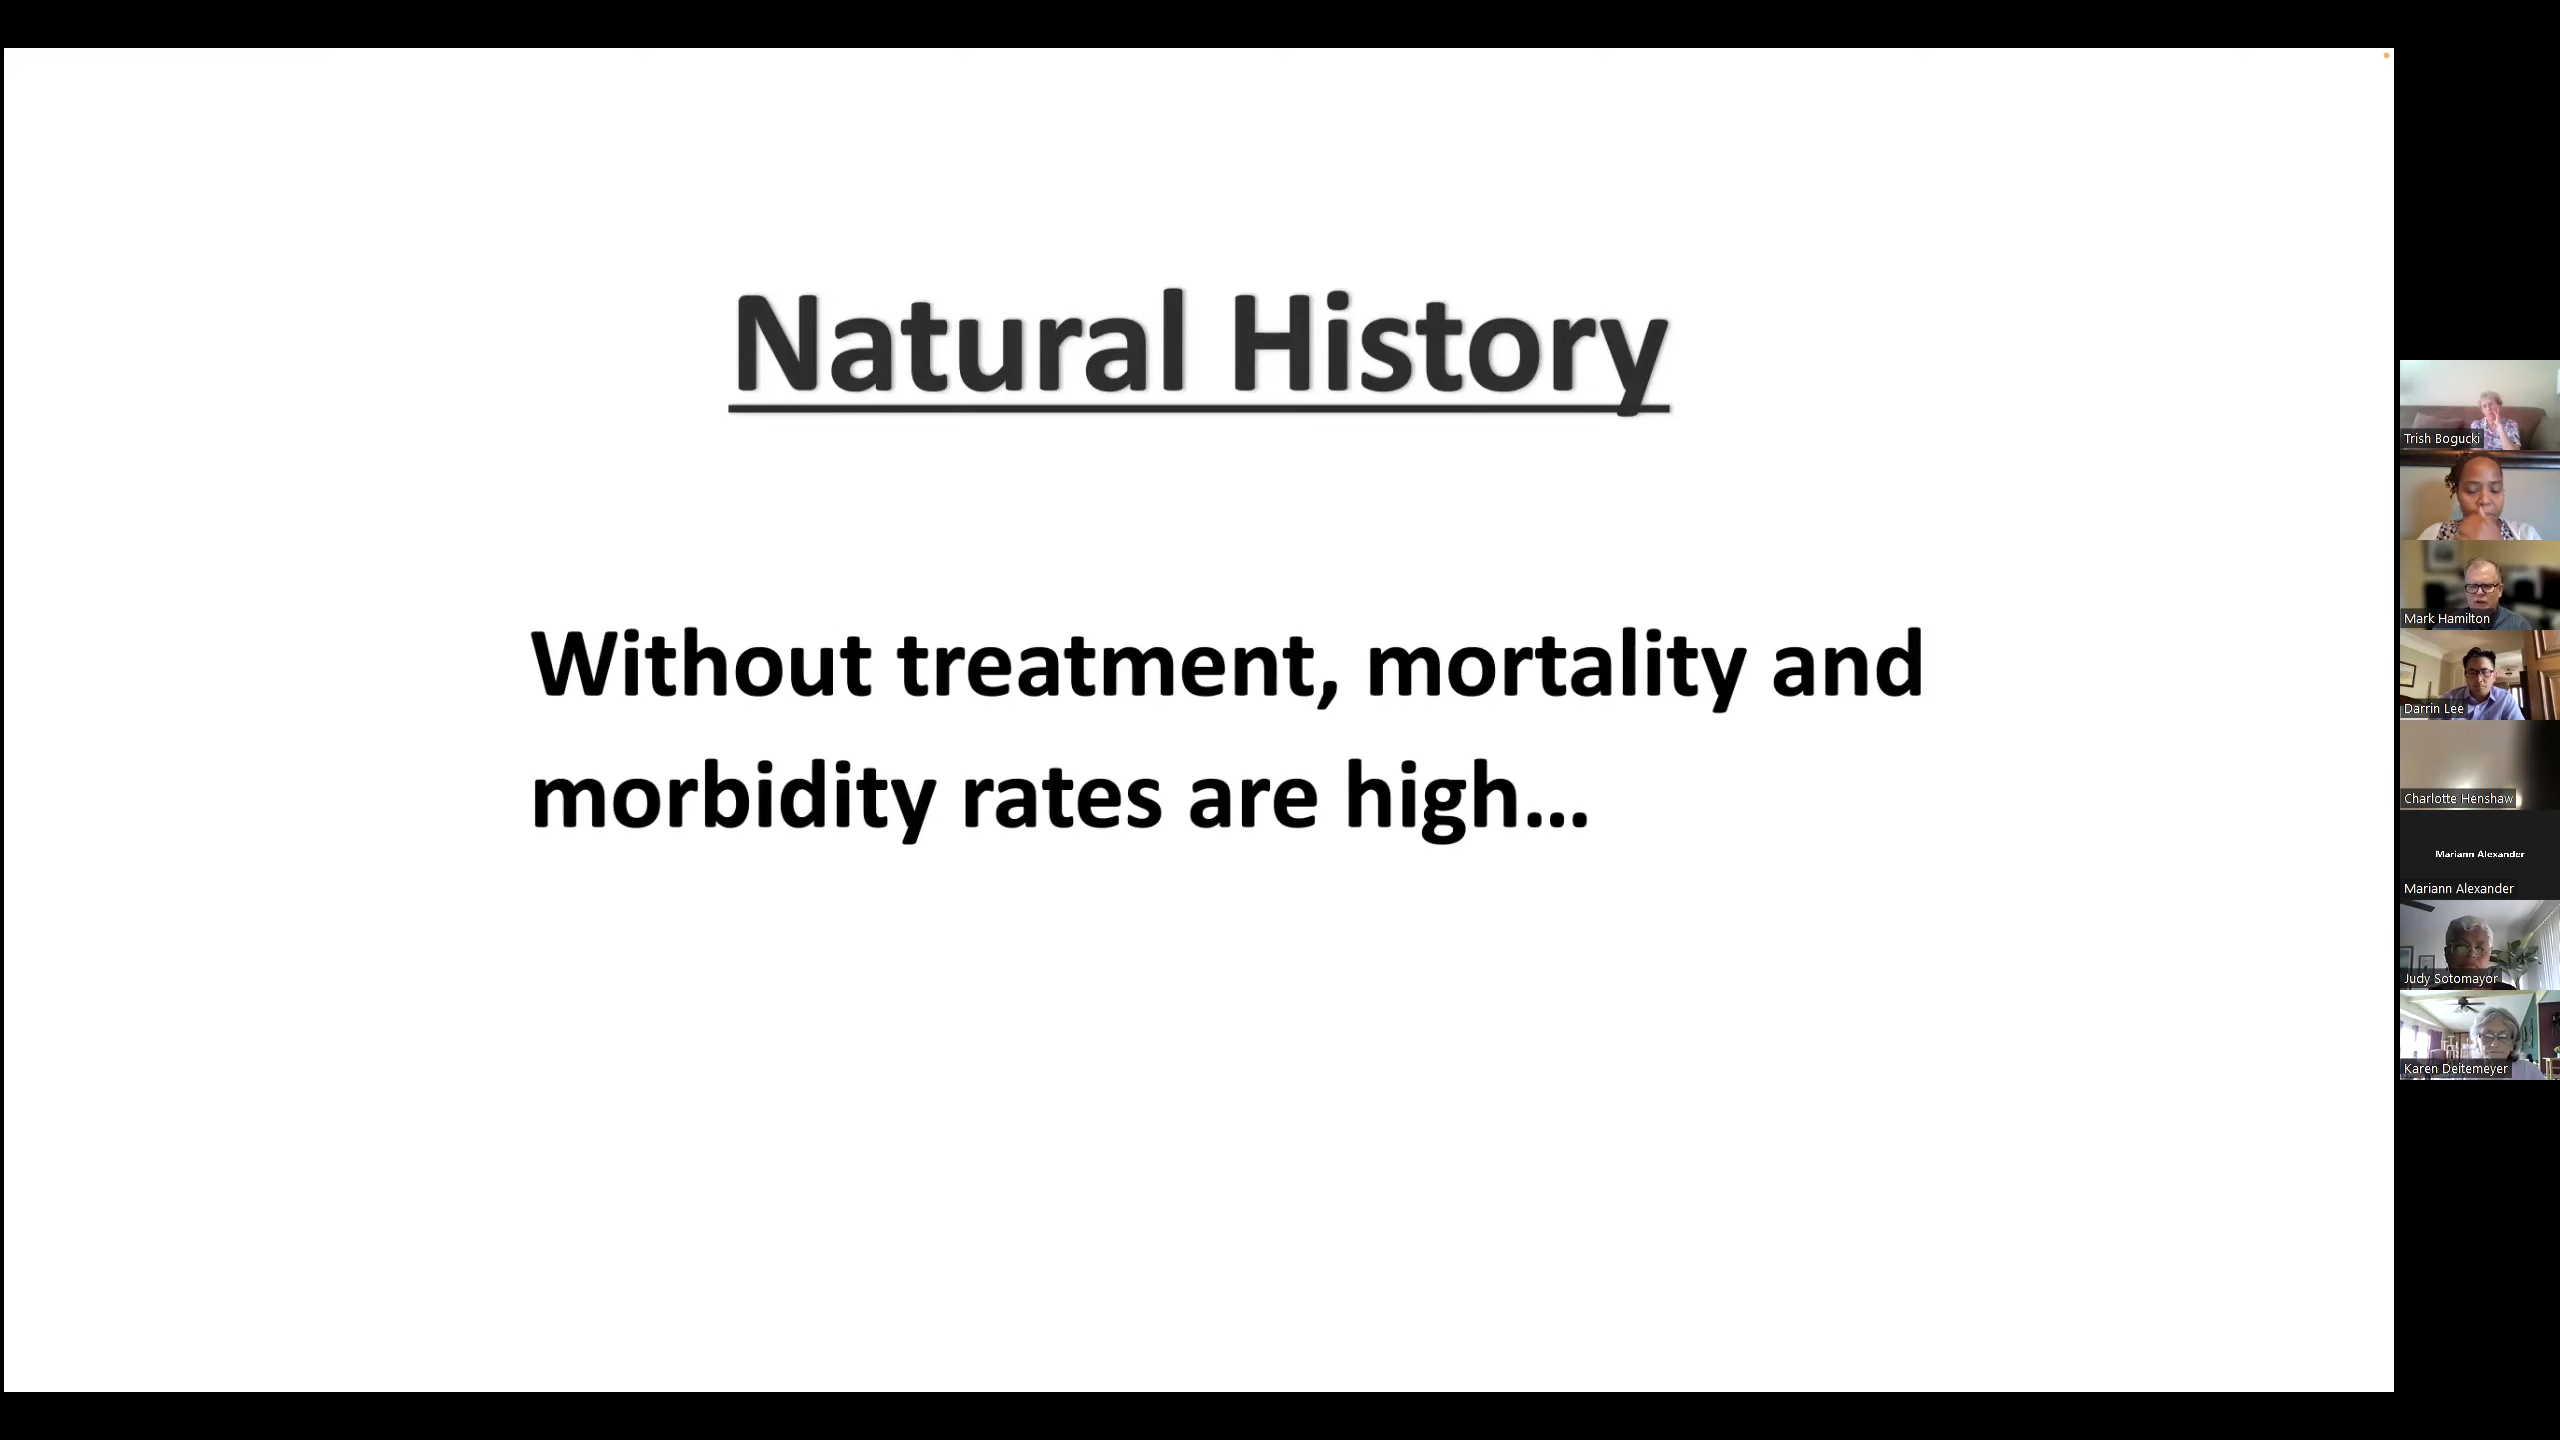 Natural History
Without treatment, mortality and
morbidity rates are high...
Trish Bogucki
Mark Hamilton
Darrin Lee
Charlotte Henshaw
Mariann Alexander
Mariann Alexander
Judy Sotomayor
Karen Deitemeyer